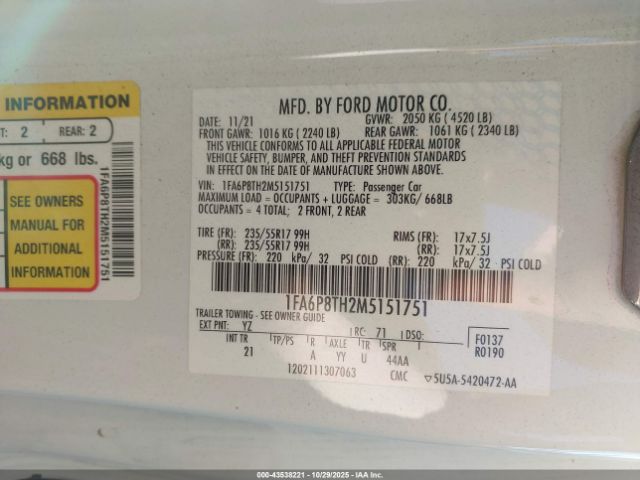 INFORMATION
T: 2 REAR: 2
kg or 668 lbs.
SEE OWNERS
MANUAL FOR
ADDITIONAL
INFORMATION
1FA6P8TH2M5151751
MFD. BY FORD MOTOR CO.
DATE: 11/21 GVWR: 2050 KG ( 4520 LB)
FRONT GAWR: 1016 KG ( 2240 LB) REAR GAWR: 1061 KG ( 2340 LB)
THIS VEHICLE CONFORMS TO ALL APPLICABLE FEDERAL MOTOR
VEHICLE SAFETY, BUMPER, AND THEFT PREVENTION STANDARDS
IN EFFECT ON THE DATE OF MANUFACTURE SHOWN ABOVE.
VIN: 1FA6P8TH2M5151751 TYPE: Passenger Car
MAXIMUM LOAD = OCCUPANTS + LUGGAGE = 303KG/ 668LB
OCCUPANTS = 4 TOTAL; 2 FRONT, 2 REAR
TIRE (FR): 235/55R17 99H RIMS (FR): 17x7.5J
(RR): 235/55R17 99H (RR): 17x7.5J
PRESSURE (FR): 220 kPa/ 32 PSI COLD (RR): 220 kPa/ 32 PSI COLD
1FA6P8TH2M5151751
TRAILER TOWING - SEE OWNER GUIDE
EXT PNT: YZ RC: 71 DSO: F0137
INT TR TP/PS R AXLE TR SPR R0190
21 A YY U 44AA
1202111307063 CMC ▽5U5A-5420472-AA
000-43538221 - 10/29/2025 - IAA Inc.